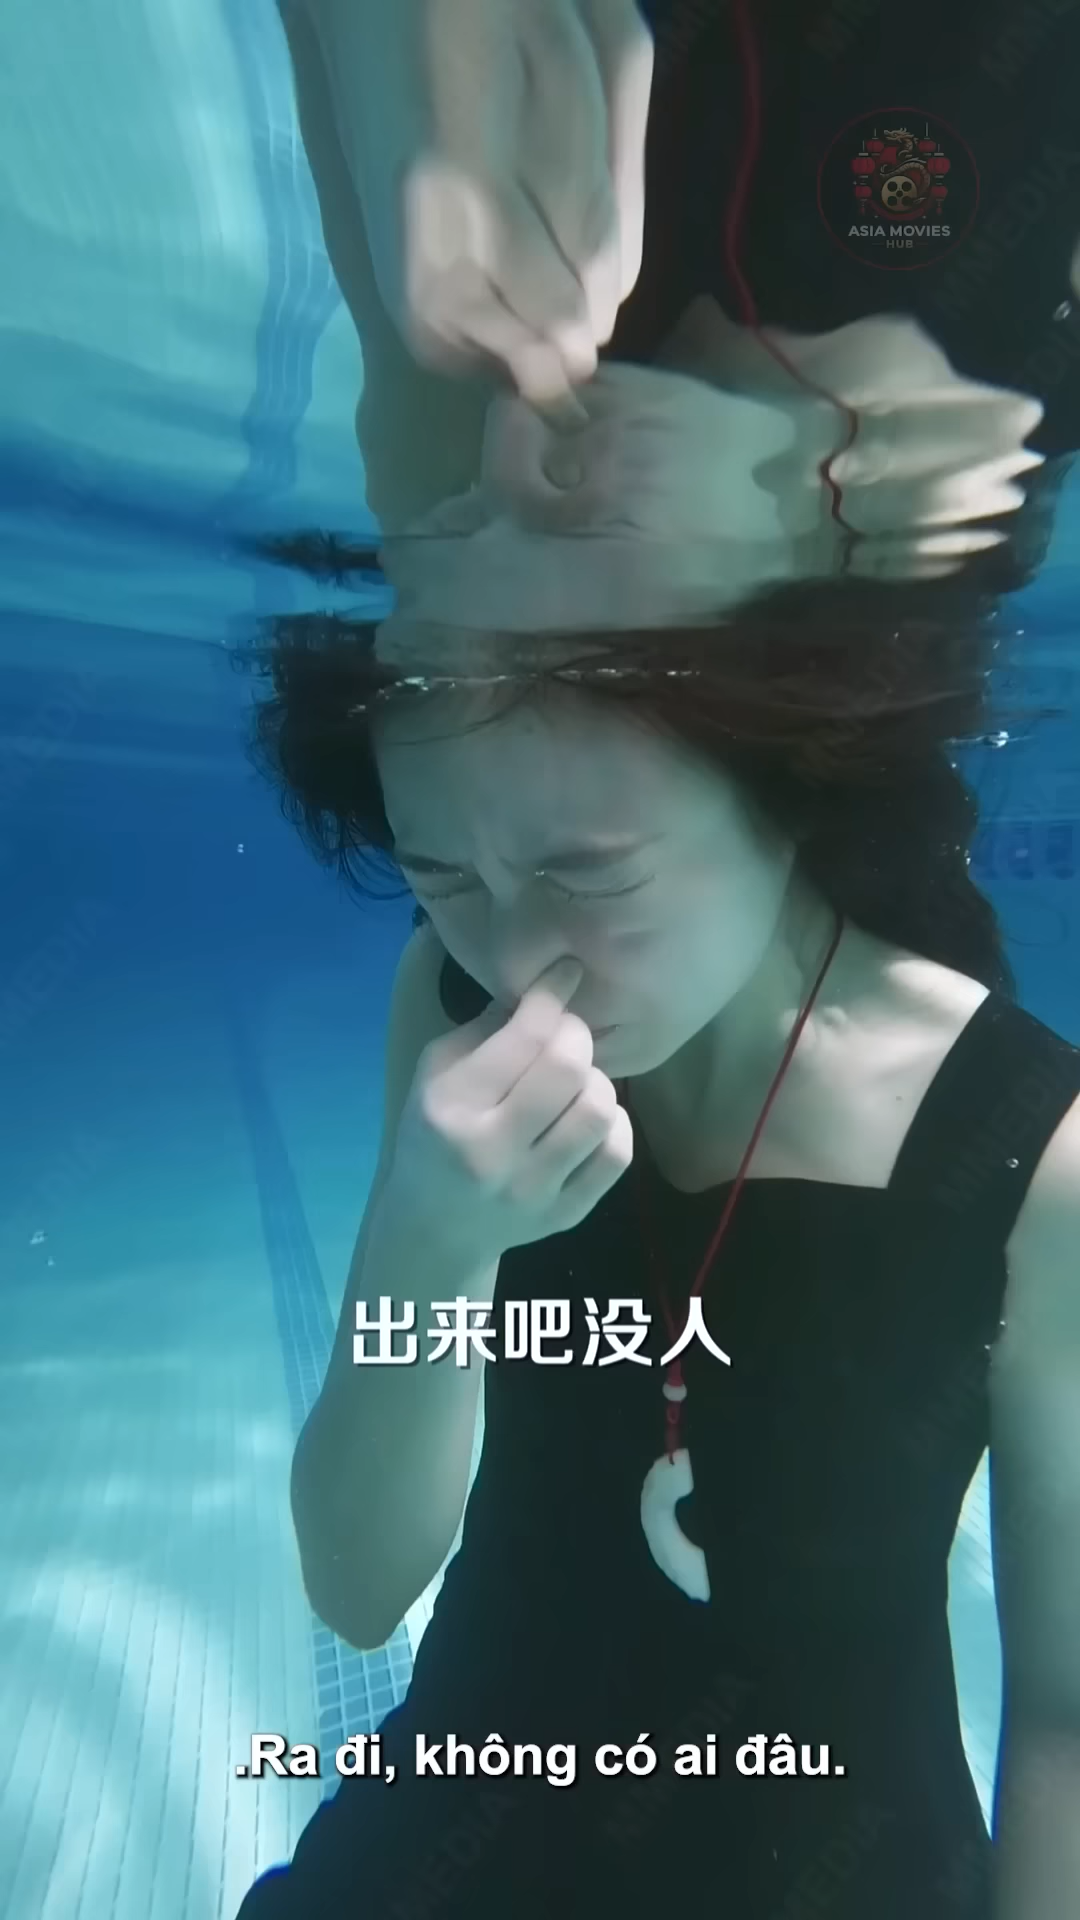 ASIA MOVIES
HUB
出来吧没人
.Ra đi, không có ai đâu.